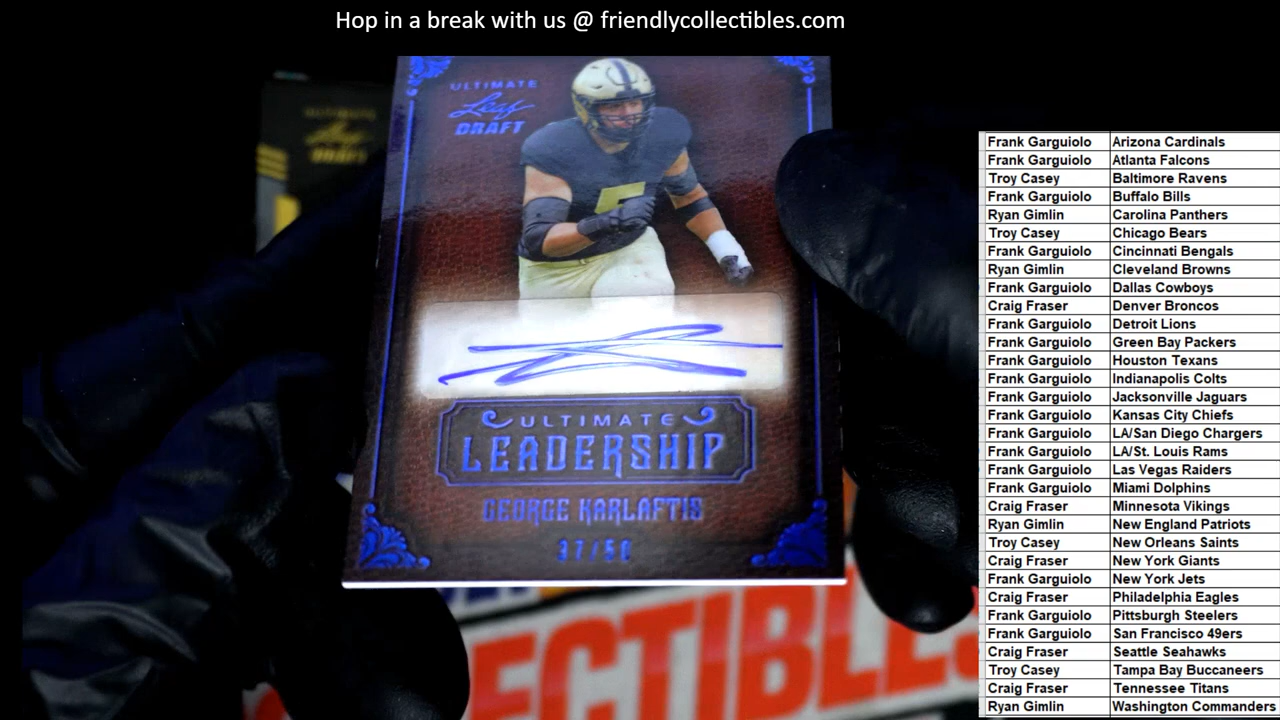 Hop in a break with us @ friendlycollectibles.com
ULTIMATE
Leaf
DRAFT
5
ULTIMATE
LEADERSHIP
GEORGE KARLAFTIS
37/50
ECTIBLES
Frank Garguiolo Arizona Cardinals
Frank Garguiolo Atlanta Falcons
Troy Casey Baltimore Ravens
Frank Garguiolo Buffalo Bills
Ryan Gimlin Carolina Panthers
Troy Casey Chicago Bears
Frank Garguiolo Cincinnati Bengals
Ryan Gimlin Cleveland Browns
Frank Garguiolo Dallas Cowboys
Craig Fraser Denver Broncos
Frank Garguiolo Detroit Lions
Frank Garguiolo Green Bay Packers
Frank Garguiolo Houston Texans
Frank Garguiolo Indianapolis Colts
Frank Garguiolo Jacksonville Jaguars
Frank Garguiolo Kansas City Chiefs
Frank Garguiolo LA/San Diego Chargers
Frank Garguiolo LA/St. Louis Rams
Frank Garguiolo Las Vegas Raiders
Frank Garguiolo Miami Dolphins
Craig Fraser Minnesota Vikings
Ryan Gimlin New England Patriots
Troy Casey New Orleans Saints
Craig Fraser New York Giants
Frank Garguiolo New York Jets
Craig Fraser Philadelphia Eagles
Frank Garguiolo Pittsburgh Steelers
Frank Garguiolo San Francisco 49ers
Craig Fraser Seattle Seahawks
Troy Casey Tampa Bay Buccaneers
Craig Fraser Tennessee Titans
Ryan Gimlin Washington Commanders